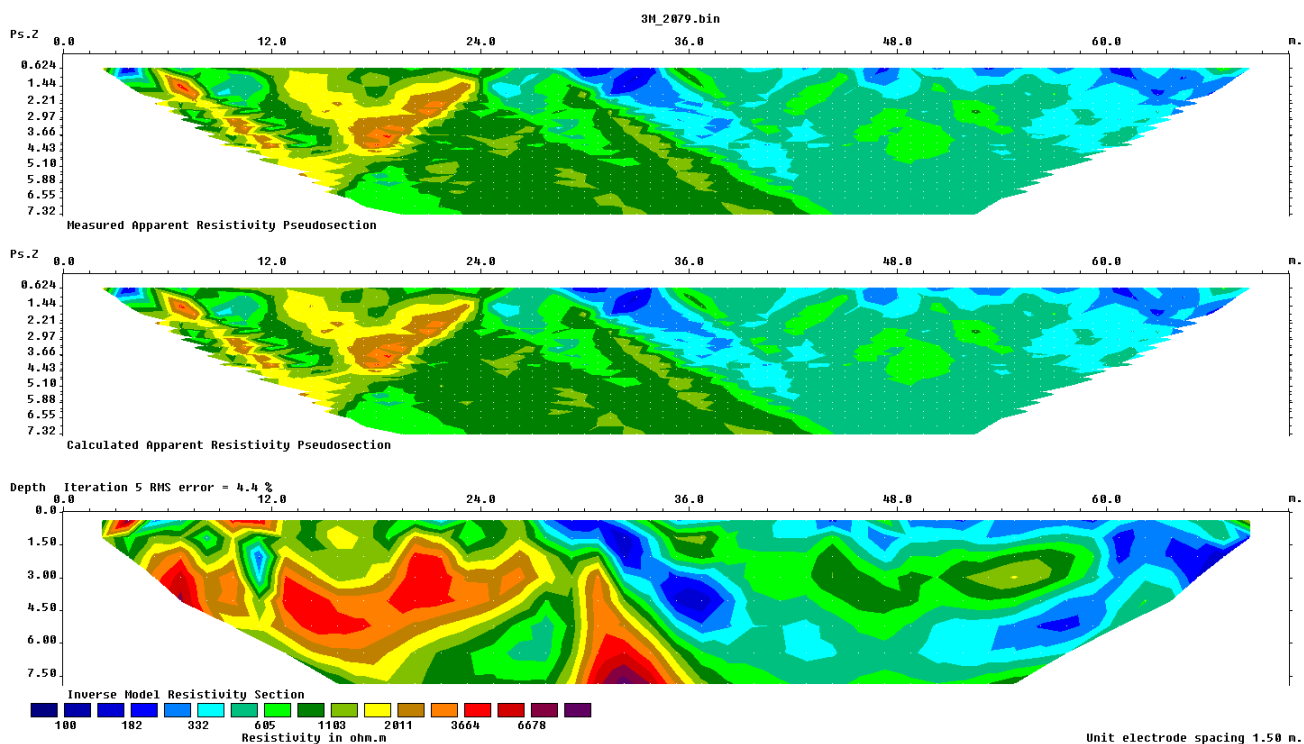 3M_2079.bin
Ps.Z 0.0 12.0 24.0 36.0 48.0 60.0 m.
0.624
1.44
2.21
2.97
3.66
4.43
5.10
5.88
6.55
7.32
Measured Apparent Resistivity Pseudosection
Ps.Z 0.0 12.0 24.0 36.0 48.0 60.0 m.
0.624
1.44
2.21
2.97
3.66
4.43
5.10
5.88
6.55
7.32
Calculated Apparent Resistivity Pseudosection
Depth Iteration 5 RMS error = 4.4 %
0.0 12.0 24.0 36.0 48.0 60.0 m.
0.0
1.50
3.00
4.50
6.00
7.50
Inverse Model Resistivity Section
100 182 332 605 1103 2011 3664 6678
Resistivity in ohm.m
Unit electrode spacing 1.50 m.